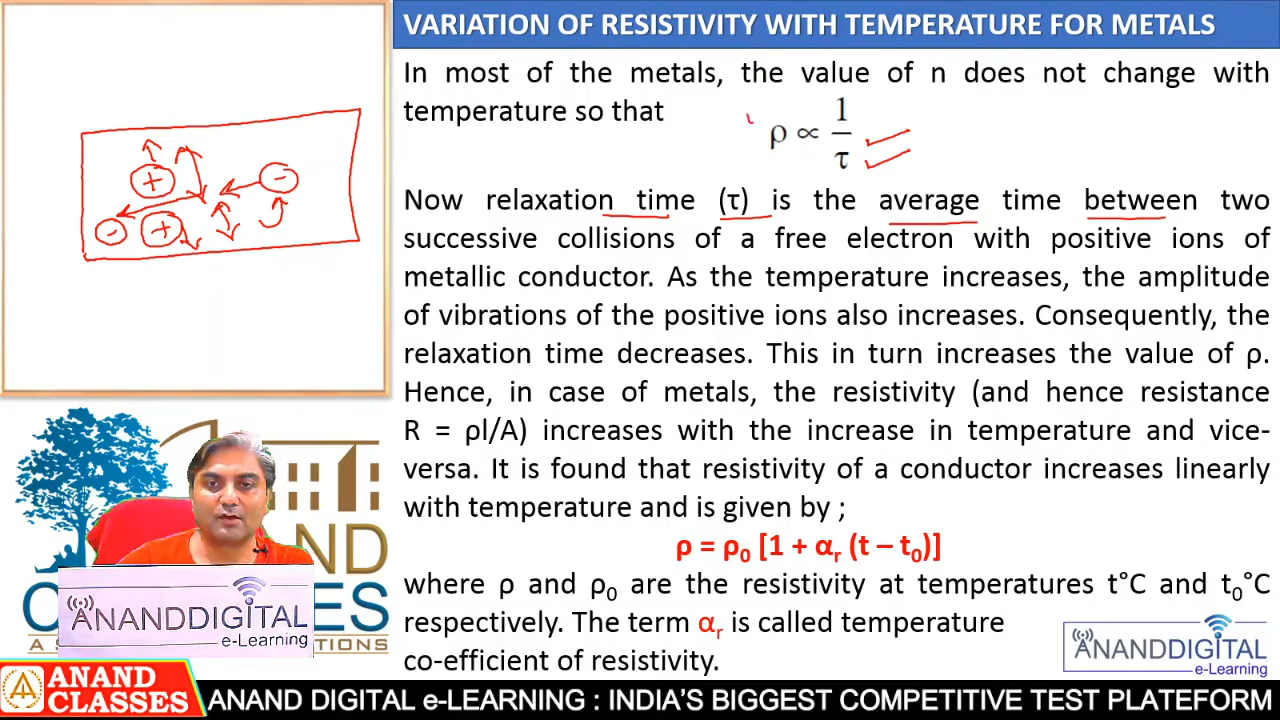 VARIATION OF RESISTIVITY WITH TEMPERATURE FOR METALS
In most of the metals, the value of n does not change with
temperature so that
ρ ∝ 1/τ
Now relaxation time (τ) is the average time between two
successive collisions of a free electron with positive ions of
metallic conductor. As the temperature increases, the amplitude
of vibrations of the positive ions also increases. Consequently, the
relaxation time decreases. This in turn increases the value of ρ.
Hence, in case of metals, the resistivity (and hence resistance
R = ρl/A) increases with the increase in temperature and vice-
versa. It is found that resistivity of a conductor increases linearly
with temperature and is given by ;
ρ = ρ₀ [1 + αᵣ (t – t₀)]
where ρ and ρ₀ are the resistivity at temperatures t°C and t₀°C
respectively. The term αᵣ is called temperature
co-efficient of resistivity.
+ -
- +
ANANDDIGITAL
e-Learning
ANANDDIGITAL
e-Learning
ANAND
CLASSES
ANAND DIGITAL e-LEARNING : INDIA'S BIGGEST COMPETITIVE TEST PLATEFORM